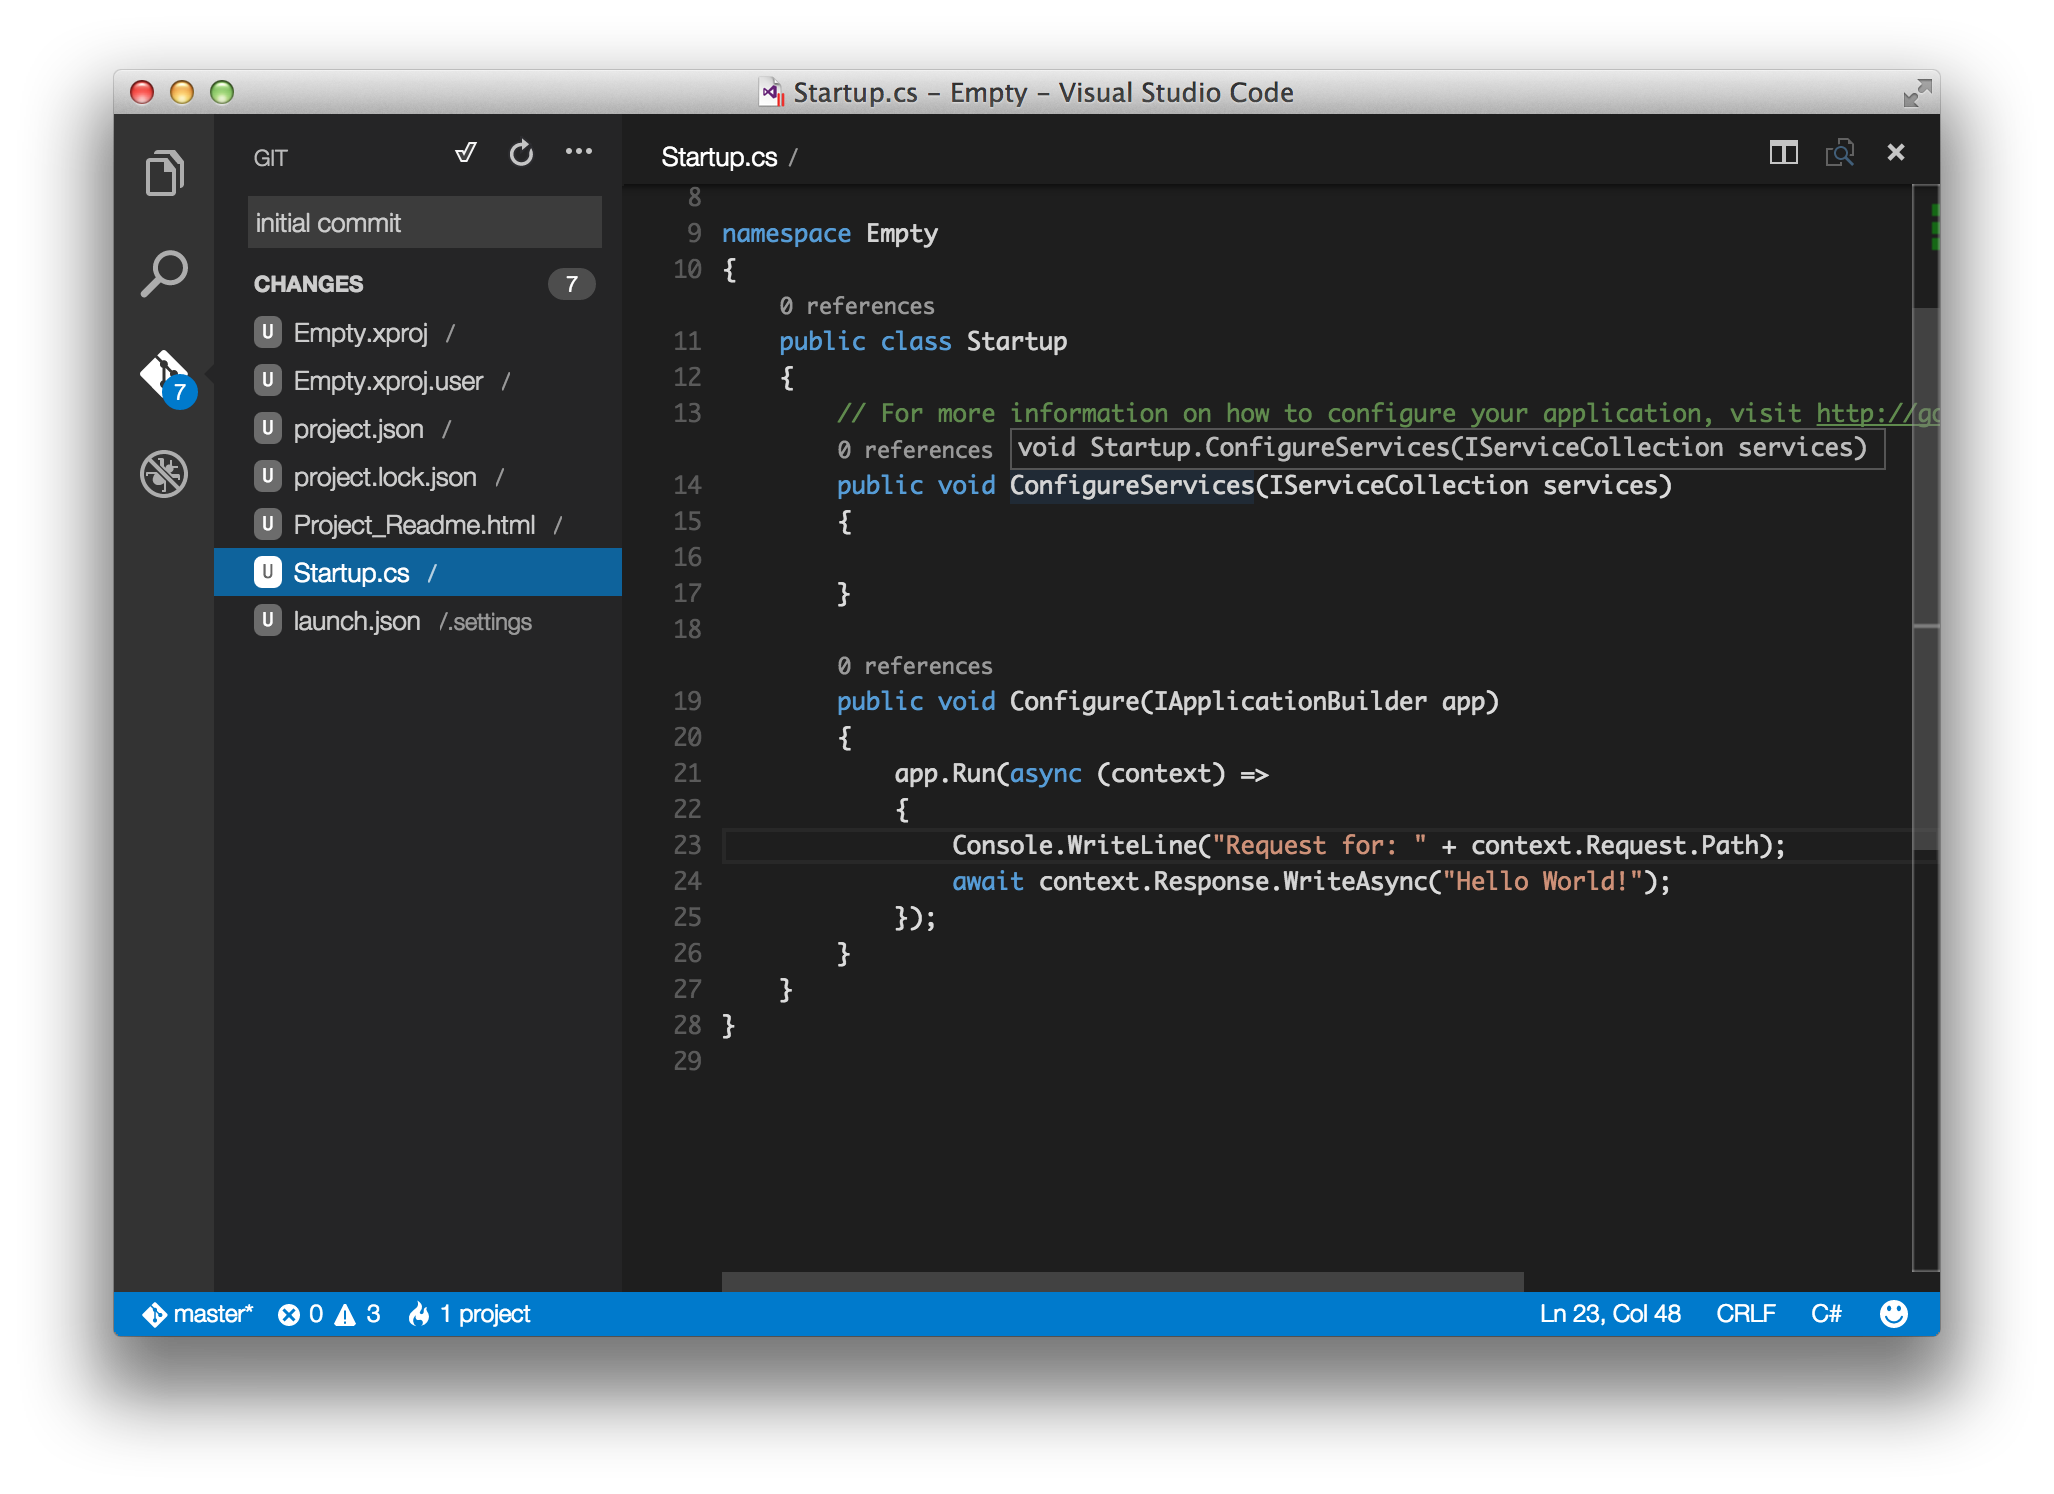 Startup.cs – Empty – Visual Studio Code
GIT
initial commit
CHANGES 7
U Empty.xproj /
U Empty.xproj.user /
7
U project.json /
U project.lock.json /
U Project_Readme.html /
U Startup.cs /
U launch.json /.settings
Startup.cs /
8
9 namespace Empty
10 {
0 references
11 public class Startup
12 {
13 // For more information on how to configure your application, visit http://go
0 references void Startup.ConfigureServices(IServiceCollection services)
14 public void ConfigureServices(IServiceCollection services)
15 {
16
17 }
18
0 references
19 public void Configure(IApplicationBuilder app)
20 {
21 app.Run(async (context) =>
22 {
23 Console.WriteLine("Request for: " + context.Request.Path);
24 await context.Response.WriteAsync("Hello World!");
25 });
26 }
27 }
28 }
29
master* 0 3 1 project Ln 23, Col 48 CRLF C#